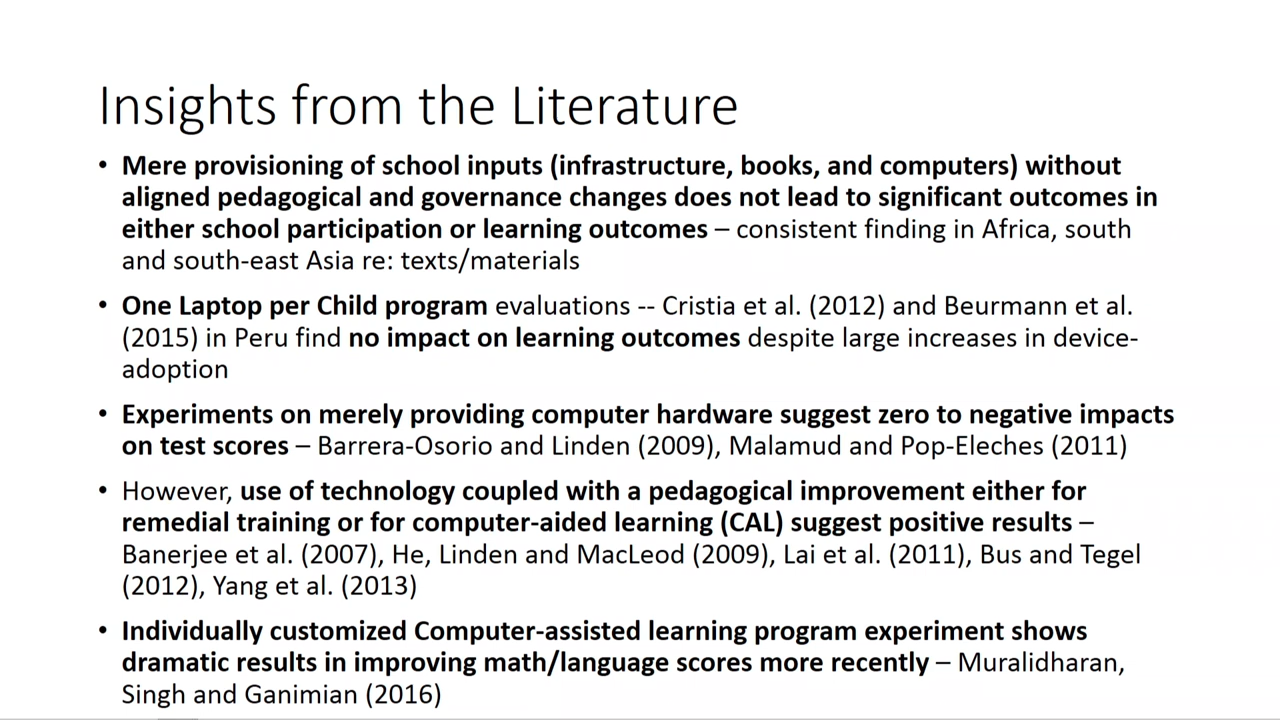 Insights from the Literature
• Mere provisioning of school inputs (infrastructure, books, and computers) without
aligned pedagogical and governance changes does not lead to significant outcomes in
either school participation or learning outcomes – consistent finding in Africa, south
and south-east Asia re: texts/materials
• One Laptop per Child program evaluations -- Cristia et al. (2012) and Beurmann et al.
(2015) in Peru find no impact on learning outcomes despite large increases in device-
adoption
• Experiments on merely providing computer hardware suggest zero to negative impacts
on test scores – Barrera-Osorio and Linden (2009), Malamud and Pop-Eleches (2011)
• However, use of technology coupled with a pedagogical improvement either for
remedial training or for computer-aided learning (CAL) suggest positive results –
Banerjee et al. (2007), He, Linden and MacLeod (2009), Lai et al. (2011), Bus and Tegel
(2012), Yang et al. (2013)
• Individually customized Computer-assisted learning program experiment shows
dramatic results in improving math/language scores more recently – Muralidharan,
Singh and Ganimian (2016)